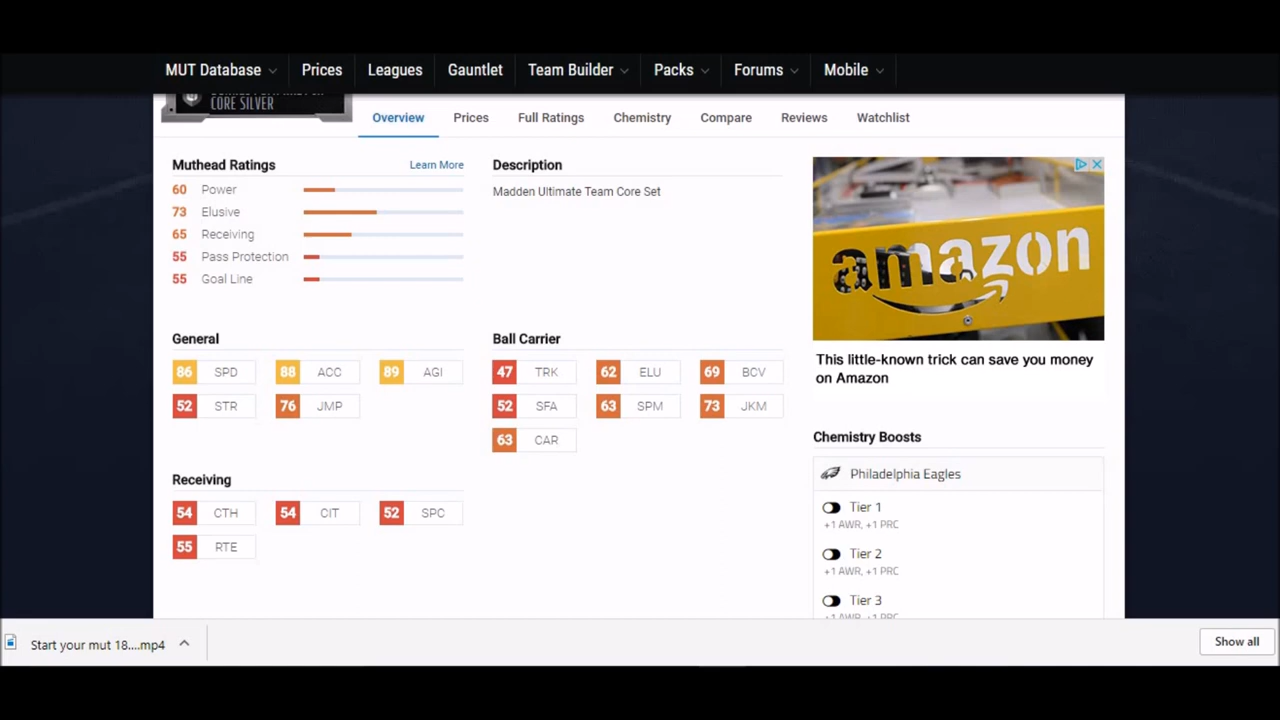 MUT Database Prices Leagues Gauntlet Team Builder Packs Forums Mobile
CORE SILVER
Overview Prices Full Ratings Chemistry Compare Reviews Watchlist
Muthead Ratings Learn More
60 Power
73 Elusive
65 Receiving
55 Pass Protection
55 Goal Line
Description
Madden Ultimate Team Core Set
General
86 SPD 88 ACC 89 AGI
52 STR 76 JMP
Ball Carrier
47 TRK 62 ELU 69 BCV
52 SFA 63 SPM 73 JKM
63 CAR
Receiving
54 CTH 54 CIT 52 SPC
55 RTE
amazon
This little-known trick can save you money
on Amazon
Chemistry Boosts
Philadelphia Eagles
Tier 1
+1 AWR, +1 PRC
Tier 2
+1 AWR, +1 PRC
Tier 3
+1 AWR, +1 PRC
Start your mut 18....mp4
Show all